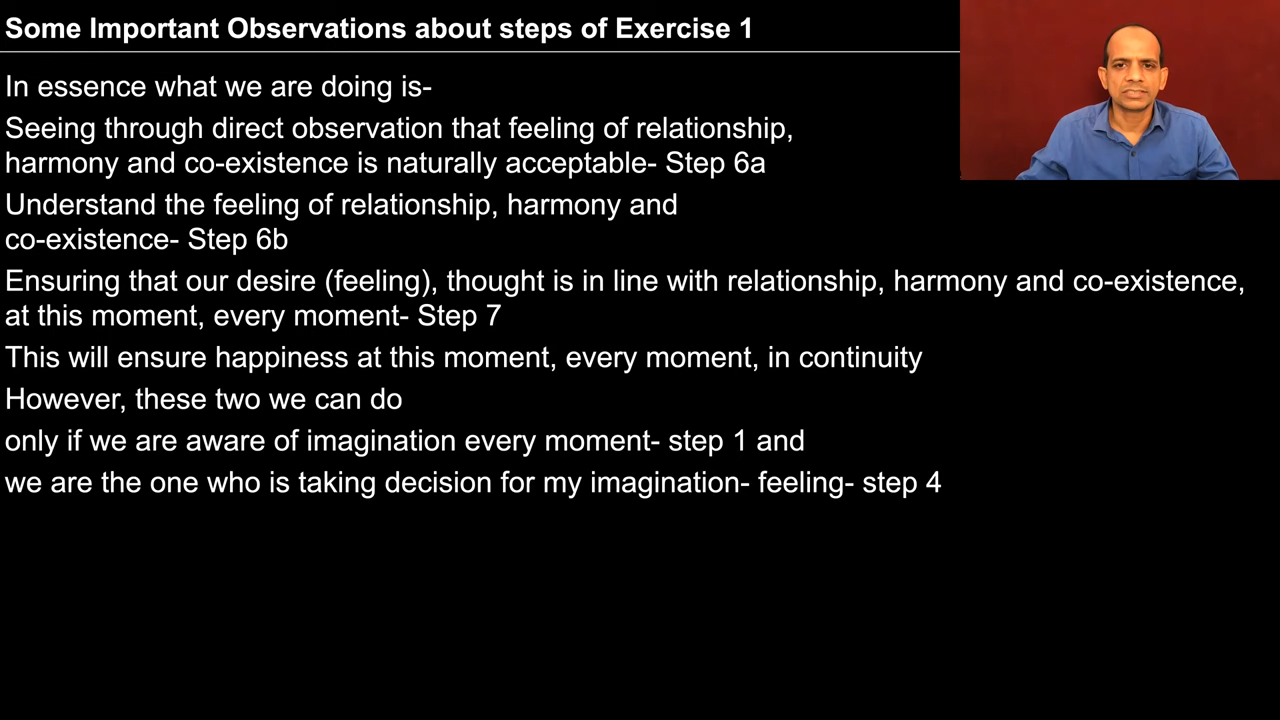 Some Important Observations about steps of Exercise 1
In essence what we are doing is-
Seeing through direct observation that feeling of relationship,
harmony and co-existence is naturally acceptable- Step 6a
Understand the feeling of relationship, harmony and
co-existence- Step 6b
Ensuring that our desire (feeling), thought is in line with relationship, harmony and co-existence,
at this moment, every moment- Step 7
This will ensure happiness at this moment, every moment, in continuity
However, these two we can do
only if we are aware of imagination every moment- step 1 and
we are the one who is taking decision for my imagination- feeling- step 4